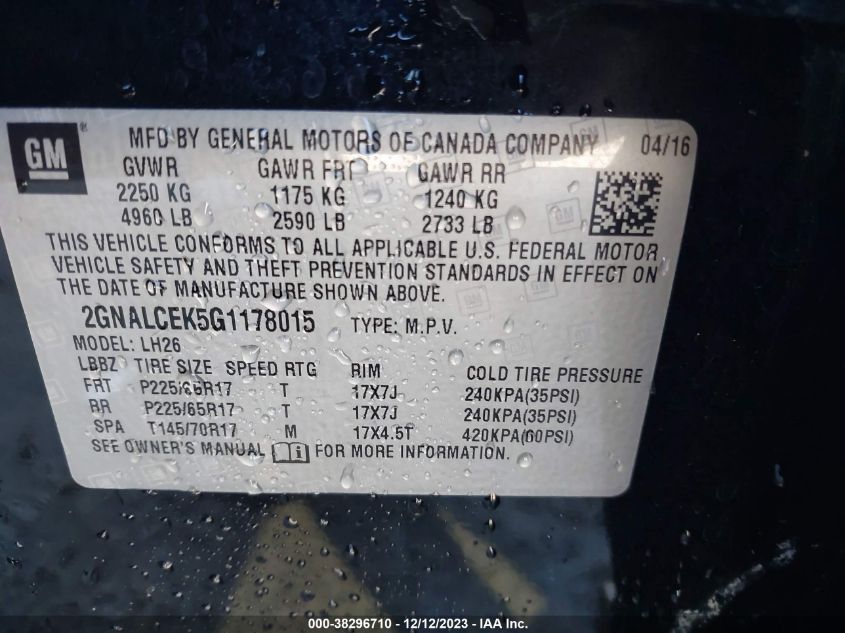 GM ® MFD BY GENERAL MOTORS OF CANADA COMPANY 04/16
GVWR GAWR FRT GAWR RR
2250 KG 1175 KG 1240 KG
4960 LB 2590 LB 2733 LB
THIS VEHICLE CONFORMS TO ALL APPLICABLE U.S. FEDERAL MOTOR
VEHICLE SAFETY AND THEFT PREVENTION STANDARDS IN EFFECT ON
THE DATE OF MANUFACTURE SHOWN ABOVE.
2GNALCEK5G1178015 TYPE: M.P.V.
MODEL: LH26
LBBZ TIRE SIZE SPEED RTG RIM COLD TIRE PRESSURE
FRT P225/65R17 T 17X7J 240KPA(35PSI)
RR P225/65R17 T 17X7J 240KPA(35PSI)
SPA T145/70R17 M 17X4.5T 420KPA(60PSI)
SEE OWNER'S MANUAL FOR MORE INFORMATION.
000-38296710 - 12/12/2023 - IAA Inc.